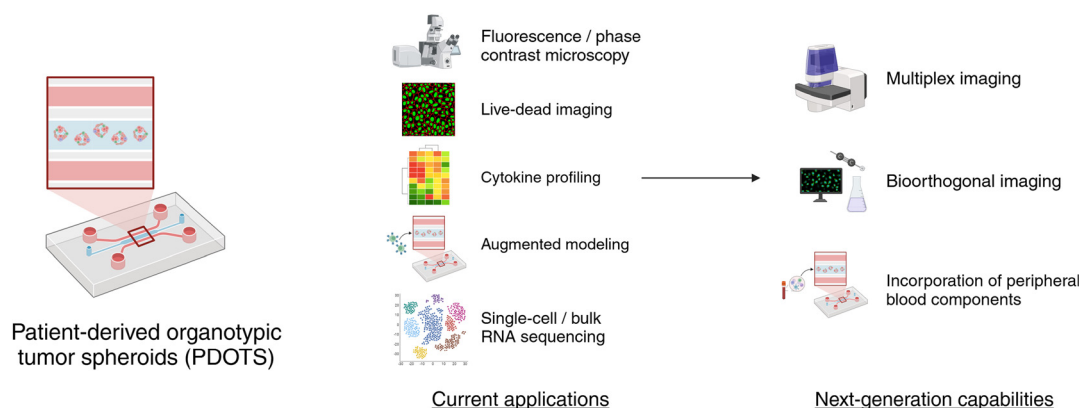 Patient-derived organotypic
tumor spheroids (PDOTS)
Fluorescence / phase
contrast microscopy
Live-dead imaging
Cytokine profiling
Augmented modeling
Single-cell / bulk
RNA sequencing
Current applications
Multiplex imaging
Bioorthogonal imaging
Incorporation of peripheral
blood components
Next-generation capabilities